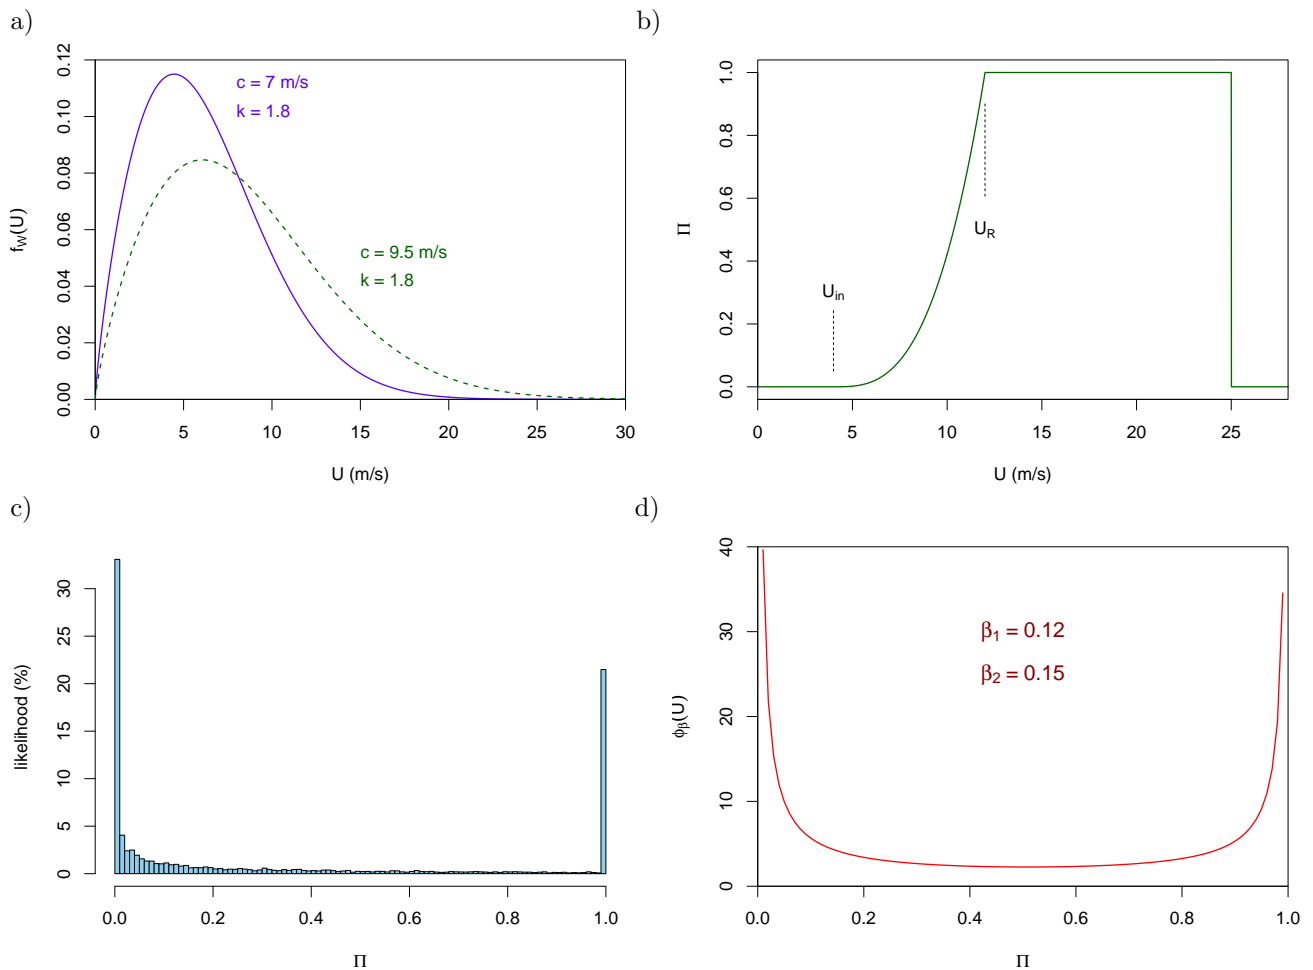 a)
0.00 0.02 0.04 0.06 0.08 0.10 0.12
f_W(U)
c = 7 m/s
k = 1.8
c = 9.5 m/s
k = 1.8
0 5 10 15 20 25 30
U (m/s)
b)
0.0 0.2 0.4 0.6 0.8 1.0
Π
U_in
U_R
0 5 10 15 20 25
U (m/s)
c)
0 5 10 15 20 25 30
likelihood (%)
0.0 0.2 0.4 0.6 0.8 1.0
Π
d)
0 10 20 30 40
ϕ_β(U)
β_1 = 0.12
β_2 = 0.15
0.0 0.2 0.4 0.6 0.8 1.0
Π